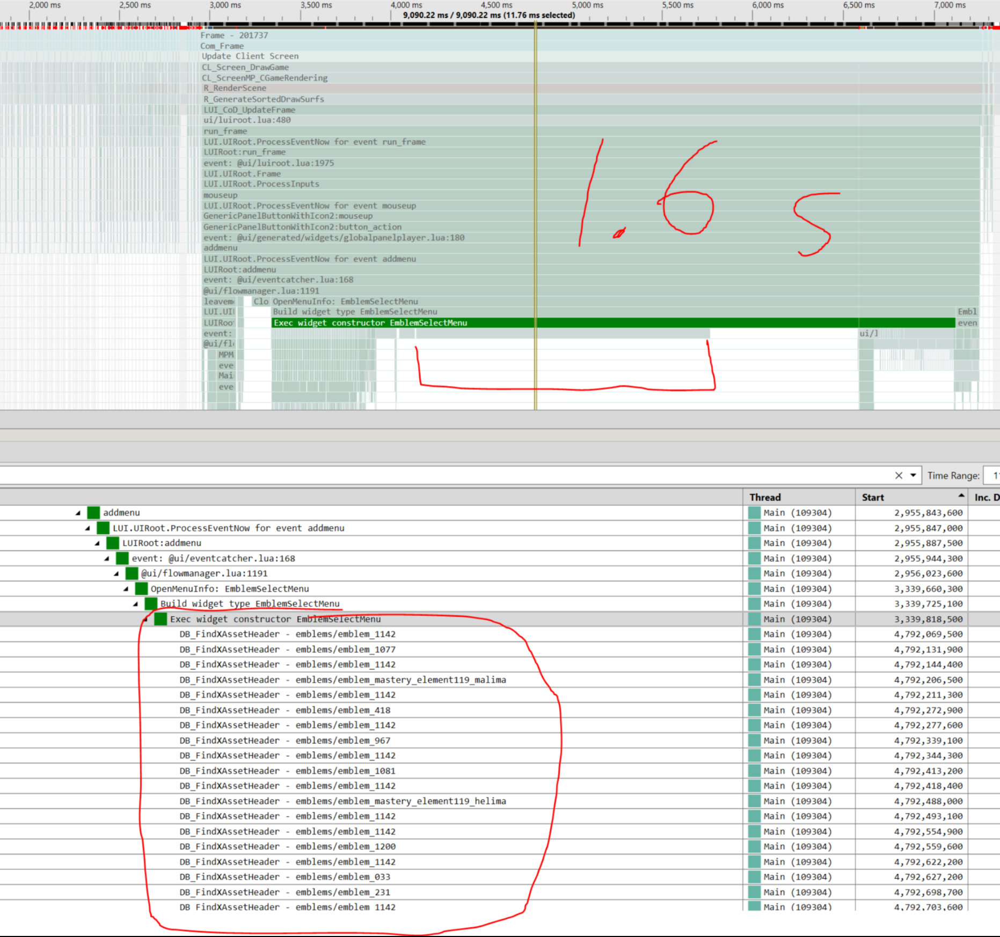 2,000 ms 2,500 ms 3,000 ms 3,500 ms 4,000 ms 4,500 ms 5,000 ms 5,500 ms 6,000 ms 6,500 ms 7,000 ms
9,090.22 ms / 9,090.22 ms (11.76 ms selected)
Frame - 201737
Com_Frame
Update Client Screen
CL_Screen_DrawGame
CL_ScreenMP_CGameRendering
R_RenderScene
R_GenerateSortedDrawSurfs
LUI_CoD_UpdateFrame
ui/luiroot.lua:480
run_frame
LUI.UIRoot.ProcessEventNow for event run_frame
LUIRoot:run_frame
event: @ui/luiroot.lua:1975
LUI.UIRoot.Frame
LUI.UIRoot.ProcessInputs
mouseup
LUI.UIRoot.ProcessEventNow for event mouseup
GenericPanelButtonWithIcon2:mouseup
GenericPanelButtonWithIcon2:button_action
event: @ui/generated/widgets/globalpanelplayer.lua:180
1.6 s
addmenu
LUI.UIRoot.ProcessEventNow for event addmenu
LUIRoot:addmenu
event: @ui/eventcatcher.lua:168
@ui/flowmanager.lua:1191
leavem Clo OpenMenuInfo: EmblemSelectMenu
LUI.UI Build widget type EmblemSelectMenu Embl
LUIRoo Exec widget constructor EmblemSelectMenu even
event: ui/]
@ui/fl
MPM
eve
Mai
eve
Time Range: 11
Thread Start Inc. D
addmenu Main (109304) 2,955,843,600
LUI.UIRoot.ProcessEventNow for event addmenu Main (109304) 2,955,847,000
LUIRoot:addmenu Main (109304) 2,955,887,500
event: @ui/eventcatcher.lua:168 Main (109304) 2,955,944,300
@ui/flowmanager.lua:1191 Main (109304) 2,956,023,600
OpenMenuInfo: EmblemSelectMenu Main (109304) 3,339,660,300
Build widget type EmblemSelectMenu Main (109304) 3,339,725,100
Exec widget constructor EmblemSelectMenu Main (109304) 3,339,818,500
DB_FindXAssetHeader - emblems/emblem_1142 Main (109304) 4,792,069,500
DB_FindXAssetHeader - emblems/emblem_1077 Main (109304) 4,792,131,900
DB_FindXAssetHeader - emblems/emblem_1142 Main (109304) 4,792,144,400
DB_FindXAssetHeader - emblems/emblem_mastery_element119_malima Main (109304) 4,792,206,500
DB_FindXAssetHeader - emblems/emblem_1142 Main (109304) 4,792,211,300
DB_FindXAssetHeader - emblems/emblem_418 Main (109304) 4,792,272,900
DB_FindXAssetHeader - emblems/emblem_1142 Main (109304) 4,792,277,600
DB_FindXAssetHeader - emblems/emblem_967 Main (109304) 4,792,339,100
DB_FindXAssetHeader - emblems/emblem_1142 Main (109304) 4,792,344,300
DB_FindXAssetHeader - emblems/emblem_1081 Main (109304) 4,792,413,200
DB_FindXAssetHeader - emblems/emblem_1142 Main (109304) 4,792,418,400
DB_FindXAssetHeader - emblems/emblem_mastery_element119_helima Main (109304) 4,792,488,000
DB_FindXAssetHeader - emblems/emblem_1142 Main (109304) 4,792,493,100
DB_FindXAssetHeader - emblems/emblem_1142 Main (109304) 4,792,554,900
DB_FindXAssetHeader - emblems/emblem_1200 Main (109304) 4,792,559,600
DB_FindXAssetHeader - emblems/emblem_1142 Main (109304) 4,792,622,200
DB_FindXAssetHeader - emblems/emblem_033 Main (109304) 4,792,627,200
DB_FindXAssetHeader - emblems/emblem_231 Main (109304) 4,792,698,700
DB FindXAssetHeader - emblems/emblem 1142 Main (109304) 4,792,703,600